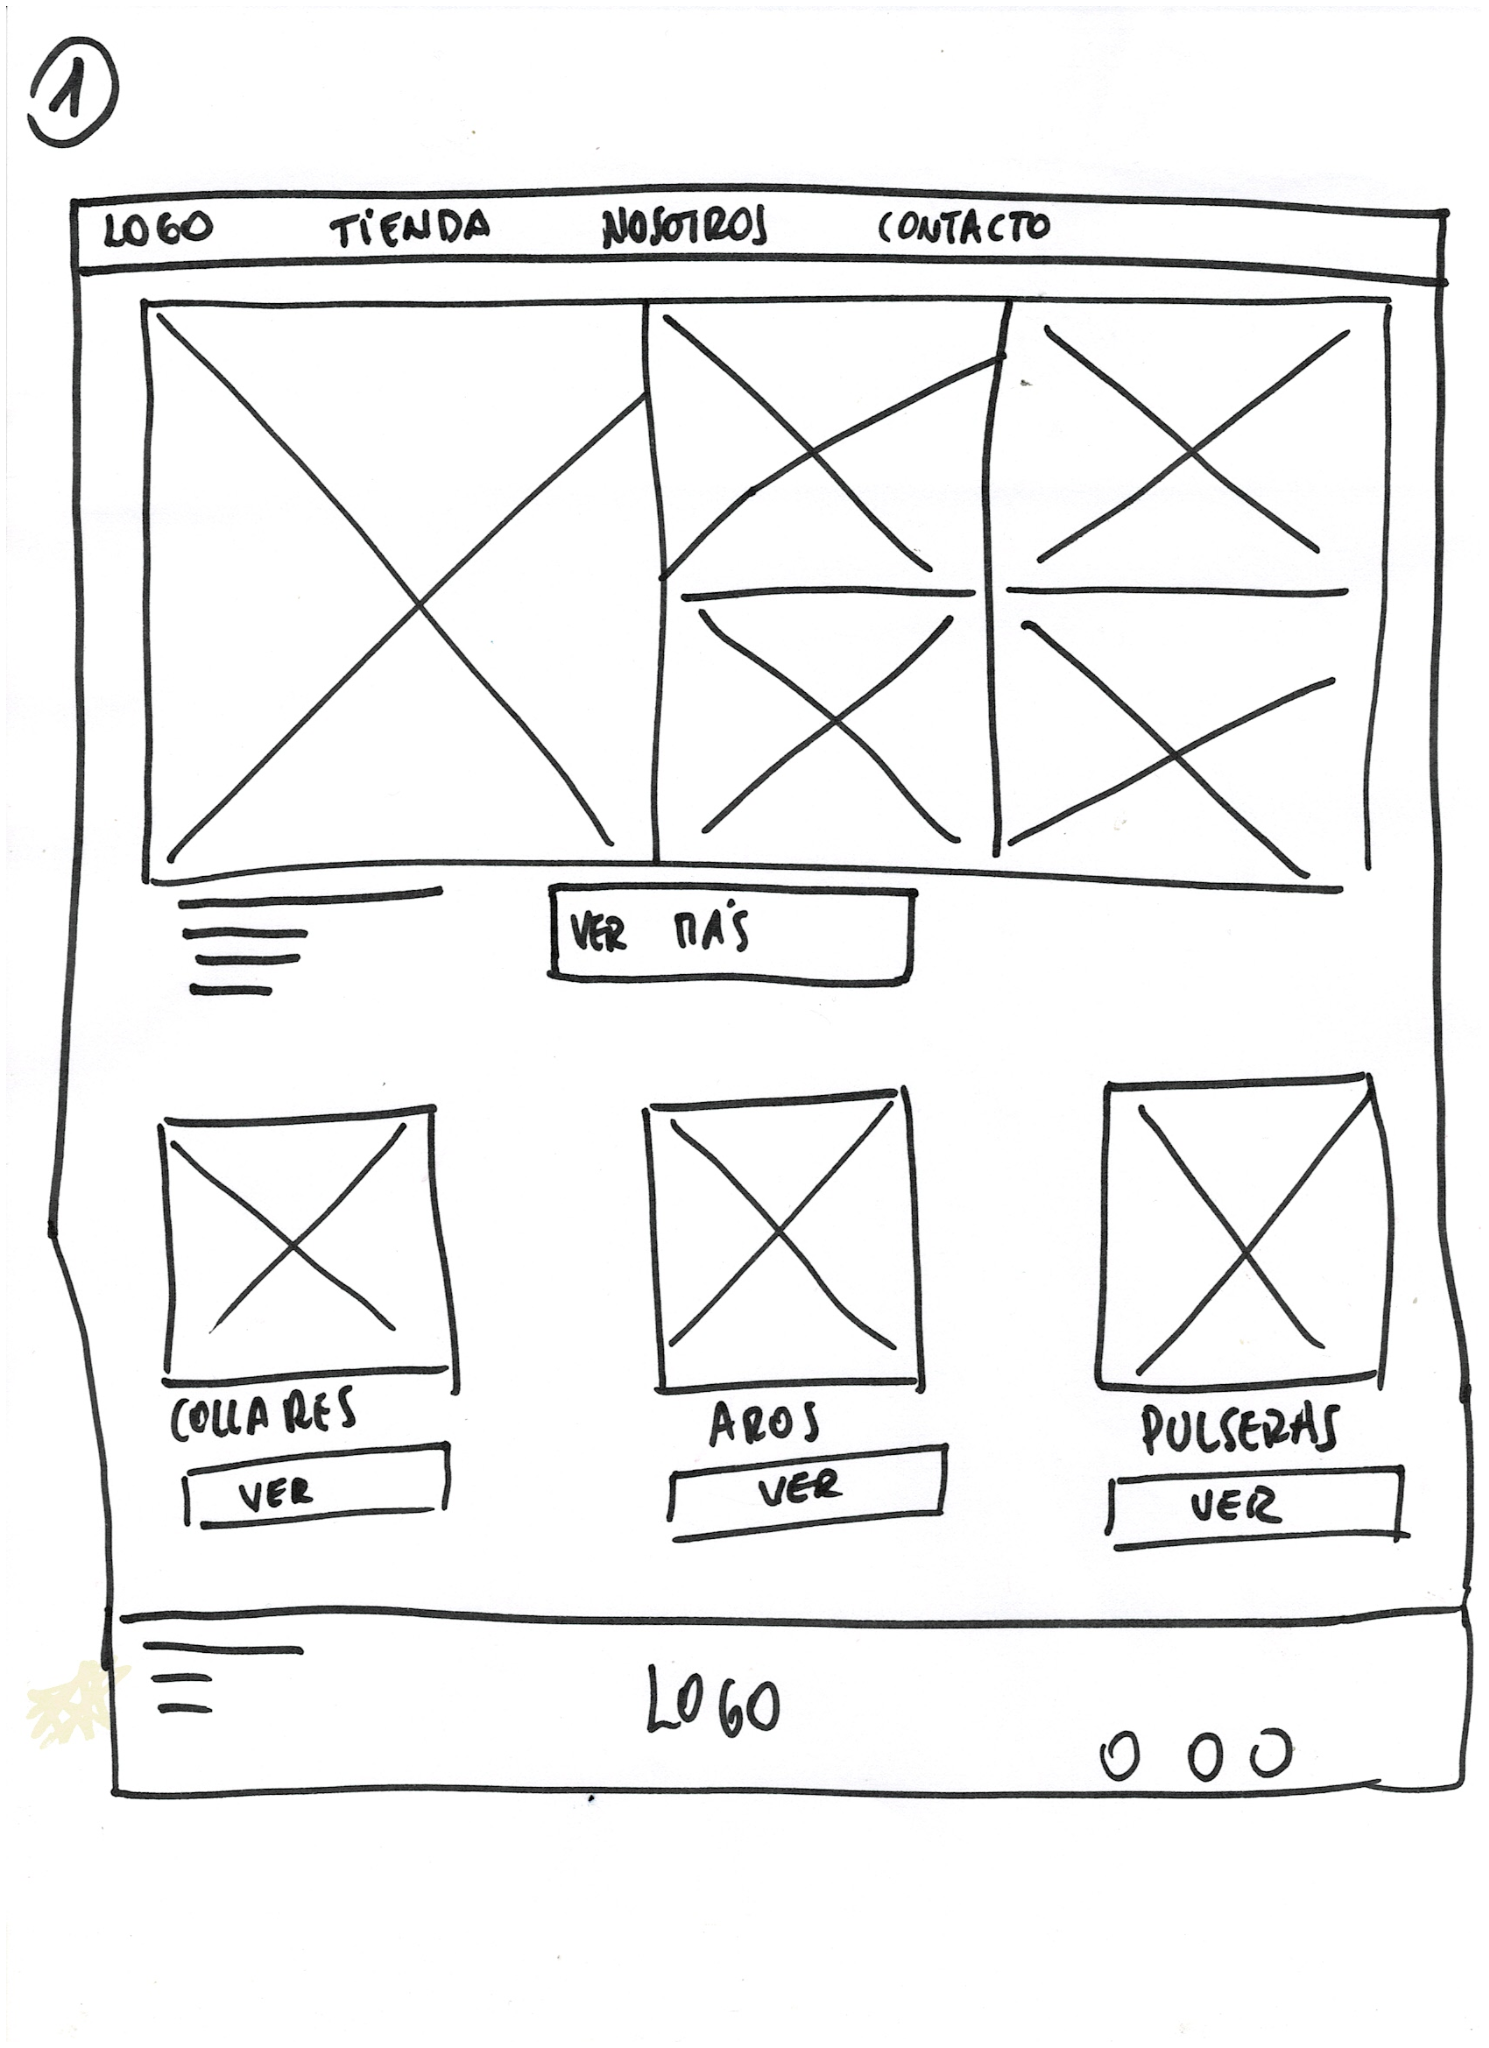 1
LOGO TIENDA NOSOTROS CONTACTO
VER MÁS
COLLARES AROS PULSERAS
VER VER VER
LOGO